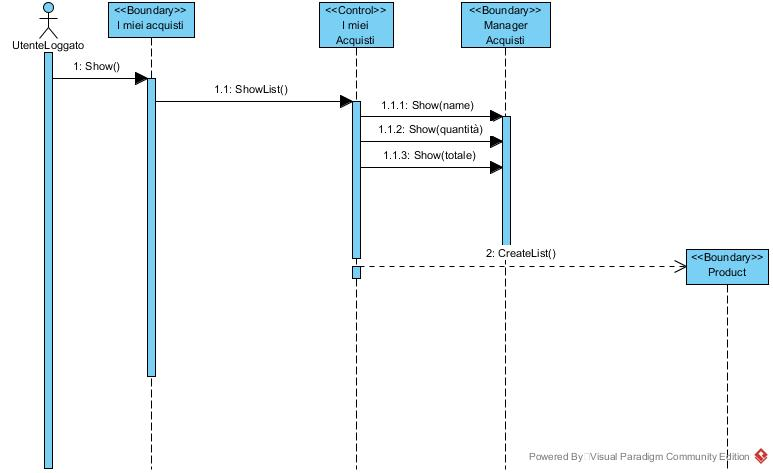 <<Boundary>>
I miei acquisti
<<Control>>
I miei
Acquisti
<<Boundary>>
Manager
Acquisti
UtenteLoggato
1: Show()
1.1: ShowList()
1.1.1: Show(name)
1.1.2: Show(quantità)
1.1.3: Show(totale)
2: CreateList()
<<Boundary>>
Product
Powered By Visual Paradigm Community Edition